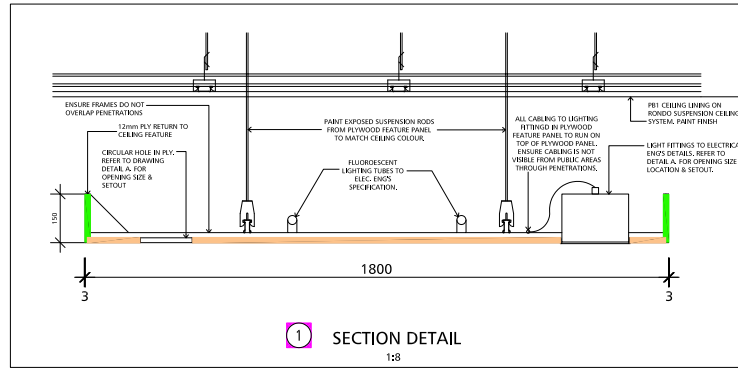 ENSURE FRAMES DO NOT
OVERLAP PENETRATIONS
12mm PLY RETURN TO
CEILING FEATURE
CIRCULAR HOLE IN PLY.
REFER TO DRAWING
DETAIL A. FOR
OPENING SIZE &
SETOUT
PAINT EXPOSED SUSPENSION RODS
FROM PLYWOOD FEATURE PANEL
TO MATCH CEILING COLOUR.
FLUOROESCENT
LIGHTING TUBES TO
ELEC. ENG'S
SPECIFICATION.
ALL CABLING TO LIGHTING
FITTINGD IN PLYWOOD
FEATURE PANEL TO RUN ON
TOP OF PLYWOOD PANEL.
ENSURE CABLING IS NOT
VISIBLE FROM PUBLIC AREAS
THROUGH PENETRATIONS.
PB1 CEILING LINING ON
RONDO SUSPENSION CEILING
SYSTEM. PAINT FINISH
LIGHT FITTINGS TO ELECTRICA
ENG'S DETAILS. REFER TO
DETAIL A. FOR OPENING SIZE
LOCATION & SETOUT.
150
1800
3
3
1
SECTION DETAIL
1:8